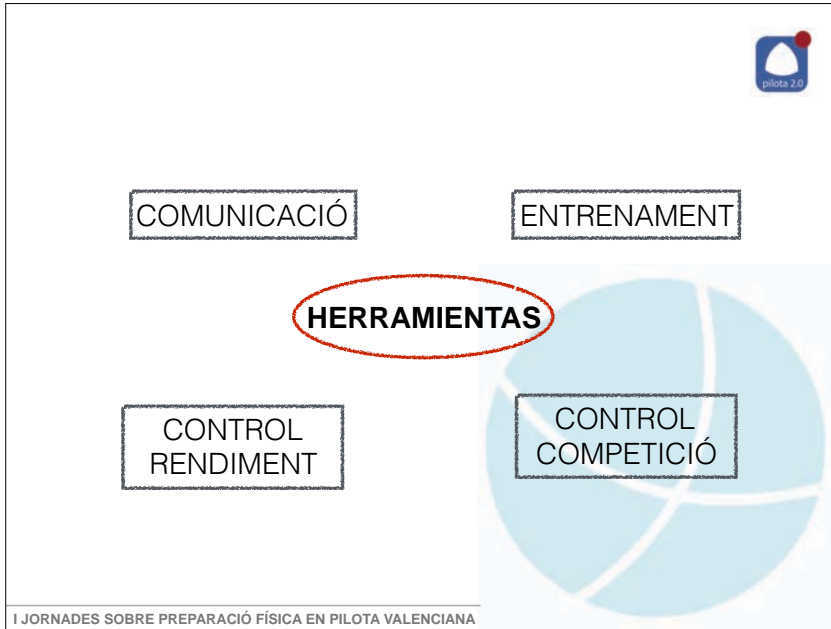 pilota 2.0
COMUNICACIÓ
ENTRENAMENT
HERRAMIENTAS
CONTROL
RENDIMENT
CONTROL
COMPETICIÓ
I JORNADES SOBRE PREPARACIÓ FÍSICA EN PILOTA VALENCIANA